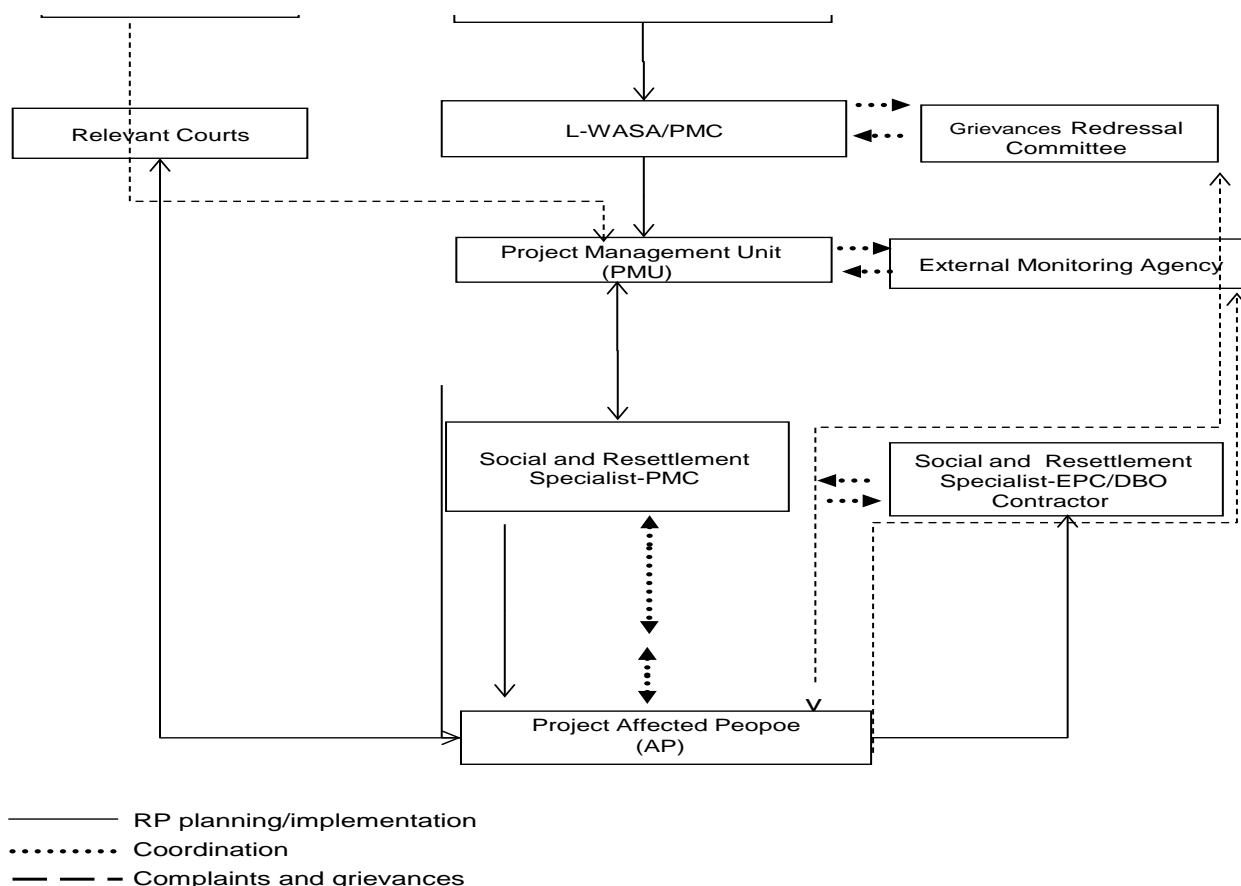 Relevant Courts
L-WASA/PMC
Grievances Redressal
Committee
Project Management Unit
(PMU)
External Monitoring Agency
Social and Resettlement
Specialist-PMC
Social and Resettlement
Specialist-EPC/DBO
Contractor
Project Affected Peopoe
(AP)
RP planning/implementation
Coordination
Complaints and grievances